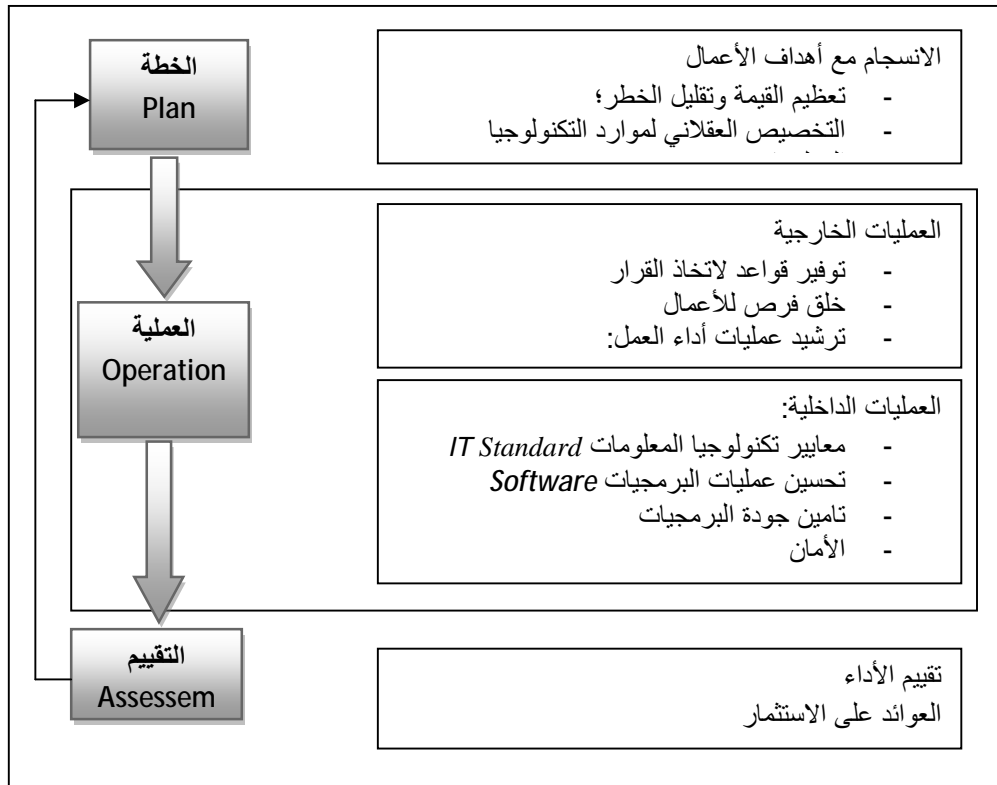 الخطة
Plan
الانسجام مع أهداف الأعمال
- تعظيم القيمة وتقليل الخطر؛
- التخصيص العقلاني لموارد التكنولوجيا
العملية
Operation
العمليات الخارجية
- توفير قواعد لاتخاذ القرار
- خلق فرص للأعمال
- ترشيد عمليات أداء العمل:
العمليات الداخلية:
- معايير تكنولوجيا المعلومات IT Standard
- تحسين عمليات البرمجيات Software
- تامين جودة البرمجيات
- الأمان
التقييم
Assessem
تقييم الأداء
العوائد على الاستثمار